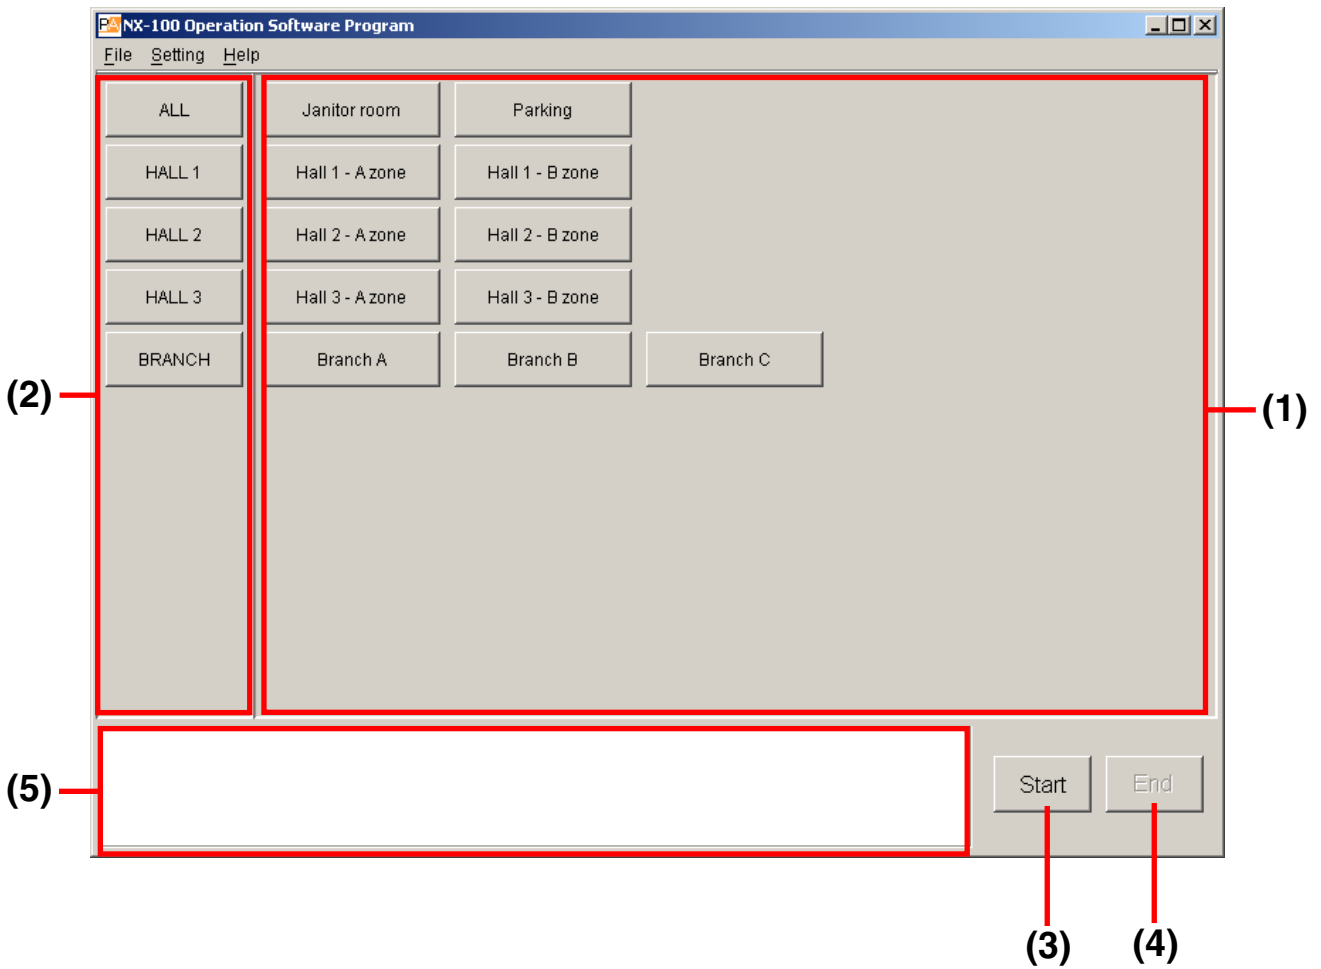 PA NX-100 Operation Software Program
File Setting Help
ALL Janitor room Parking
HALL 1 Hall 1 - A zone Hall 1 - B zone
HALL 2 Hall 2 - A zone Hall 2 - B zone
HALL 3 Hall 3 - A zone Hall 3 - B zone
BRANCH Branch A Branch B Branch C
(2)
(1)
(5)
Start End
(3) (4)